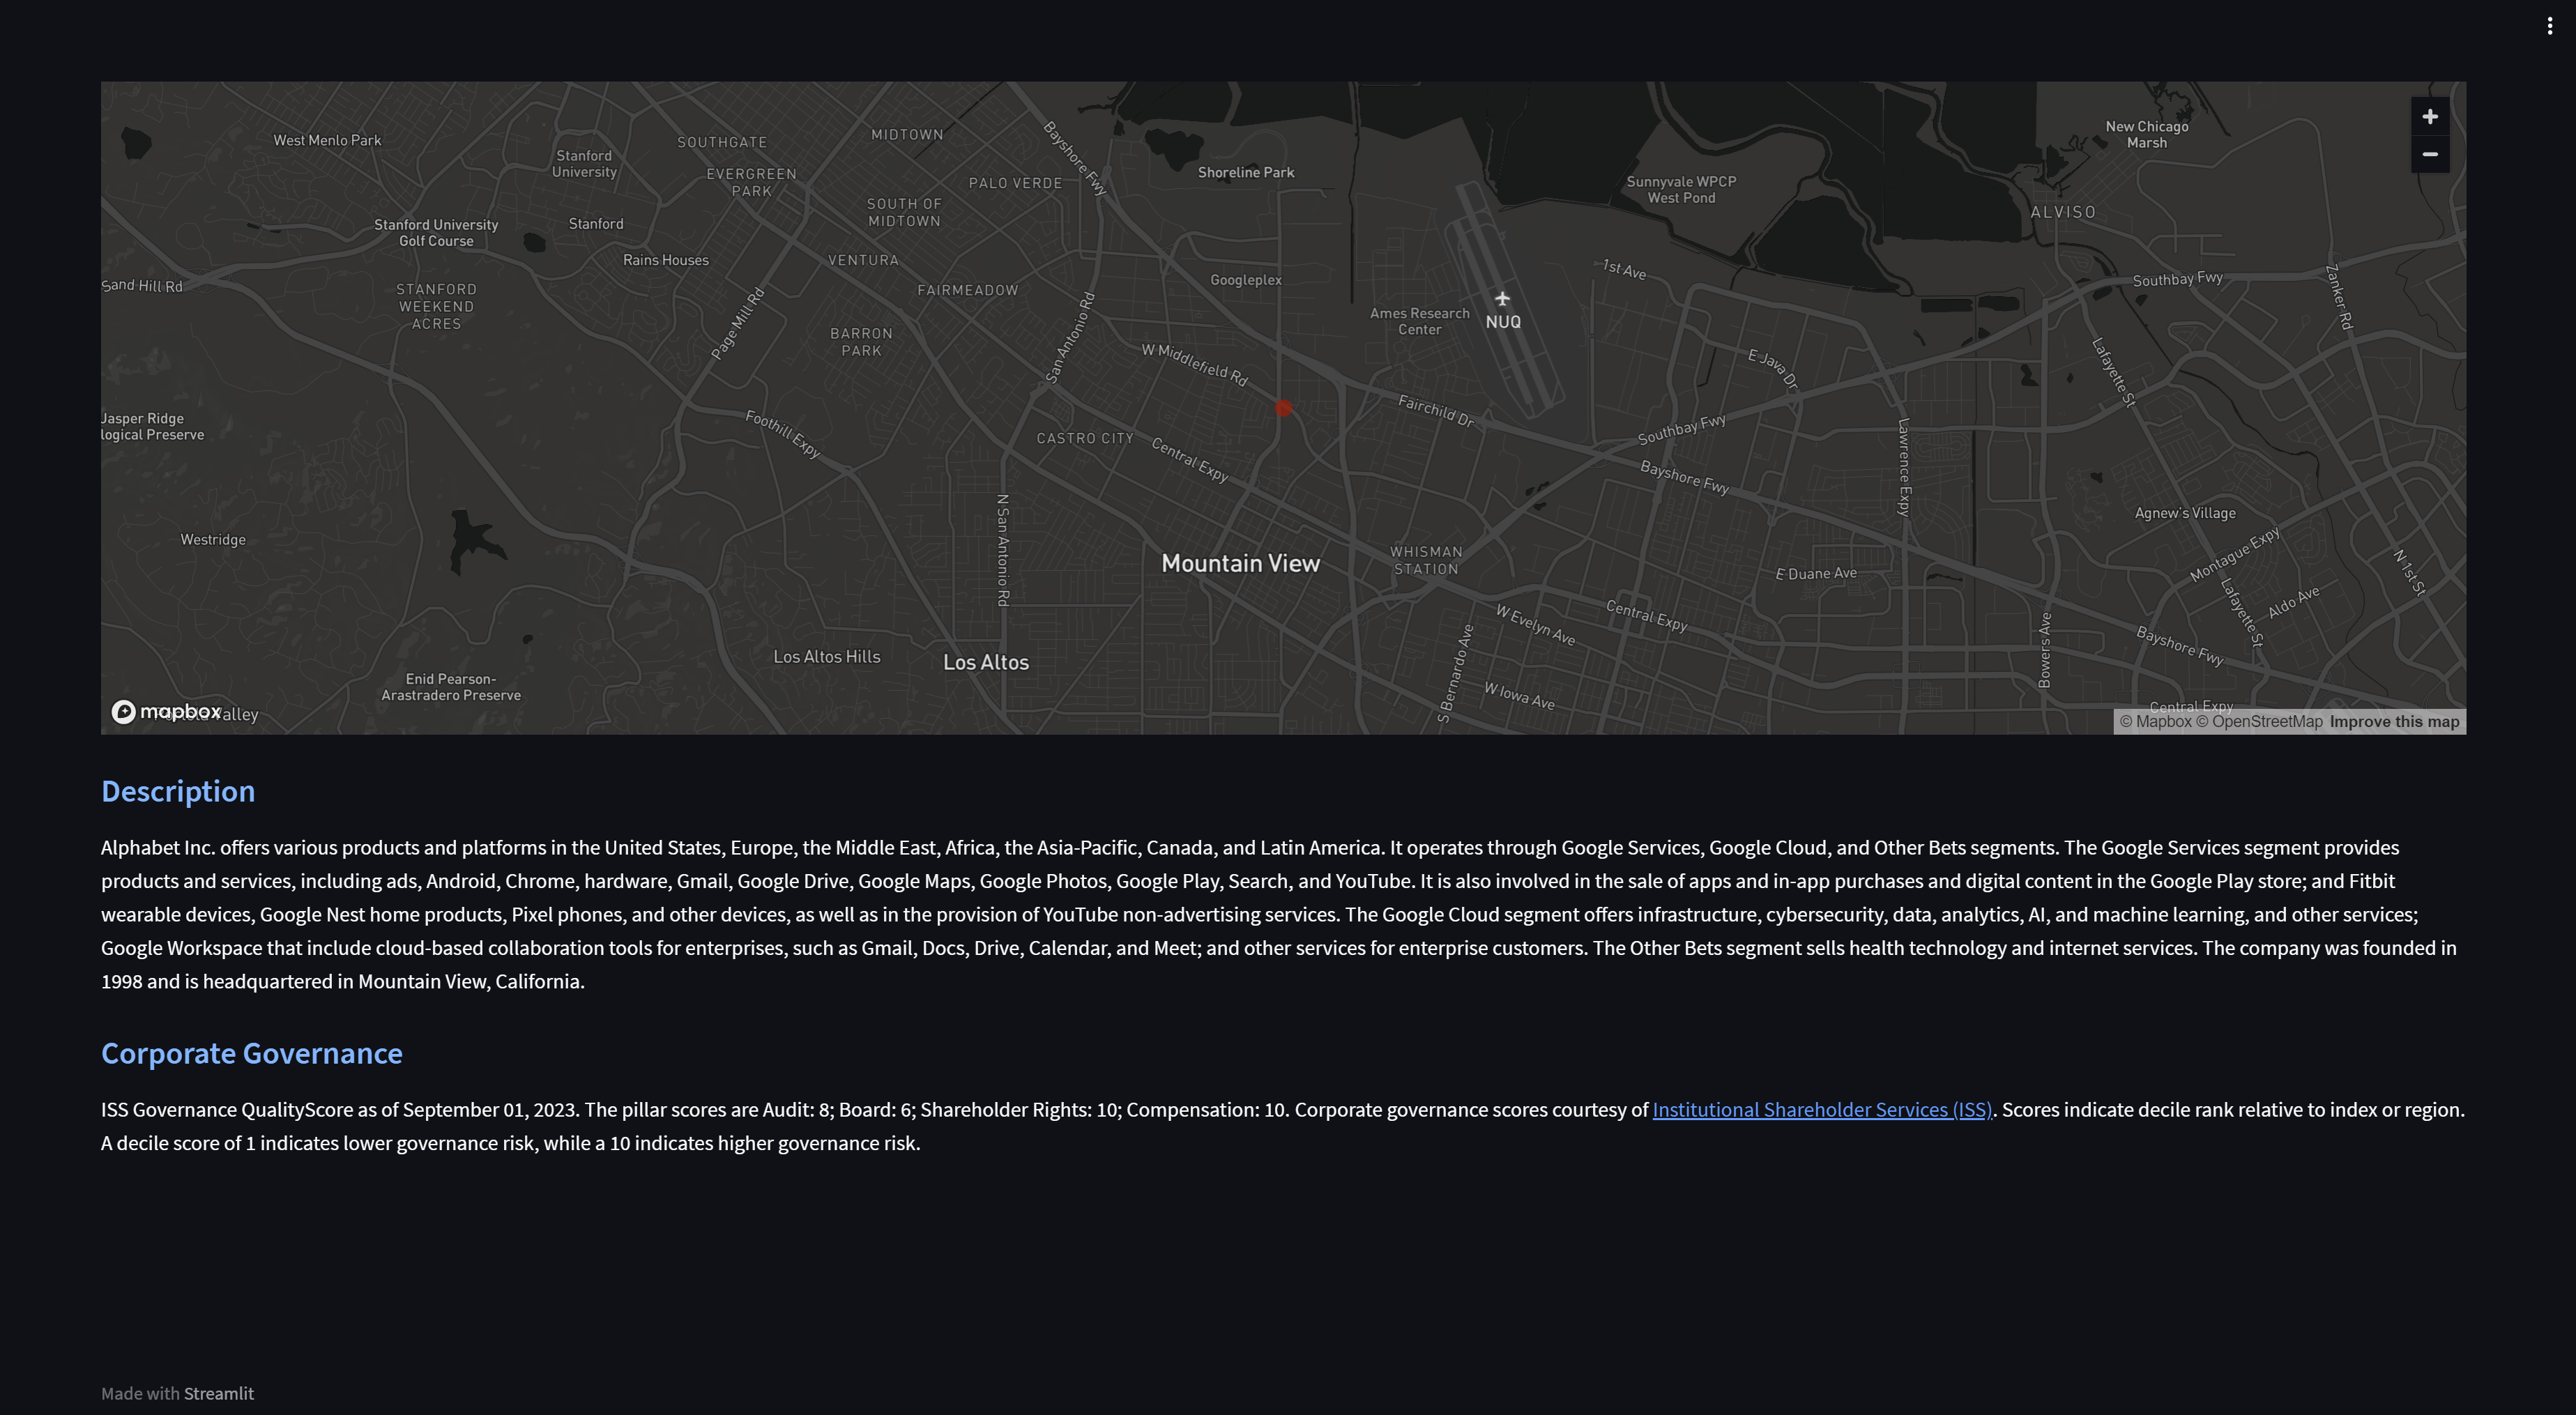 West Menlo Park
Stanford
University
SOUTHGATE
MIDTOWN
Bayshore Fwy
Shoreline Park
New Chicago
Marsh
EVERGREEN
PARK
PALO VERDE
Sunnyvale WPCP
West Pond
SOUTH OF
MIDTOWN
ALVISO
Stanford University
Golf Course
Stanford
Rains Houses
VENTURA
Googleplex
1st Ave
Southbay Fwy
Zanker Rd
Sand Hill Rd
STANFORD
WEEKEND
ACRES
FAIRMEADOW
Page Mill Rd
San Antonio Rd
Ames Research
Center
NUQ
BARRON
PARK
W Middlefield Rd
E Java Dr
Lafayette St
Jasper Ridge
logical Preserve
Foothill Expy
CASTRO CITY
Central Expy
Fairchild Dr
Southbay Fwy
Bayshore Fwy
Lawrence Expy
N San Antonio Rd
Agnew's Village
Westridge
Mountain View
WHISMAN
STATION
E Duane Ave
Montague Expy
N 1st St
Lafayette St
Aldo Ave
W Evelyn Ave
Central Expy
Bowers Ave
Bayshore Fwy
Los Altos Hills
Los Altos
Enid Pearson-
Arastradero Preserve
S Bernardo Ave
W Iowa Ave
mapbox
Valley
Central Expy
© Mapbox © OpenStreetMap Improve this map
Description
Alphabet Inc. offers various products and platforms in the United States, Europe, the Middle East, Africa, the Asia-Pacific, Canada, and Latin America. It operates through Google Services, Google Cloud, and Other Bets segments. The Google Services segment provides
products and services, including ads, Android, Chrome, hardware, Gmail, Google Drive, Google Maps, Google Photos, Google Play, Search, and YouTube. It is also involved in the sale of apps and in-app purchases and digital content in the Google Play store; and Fitbit
wearable devices, Google Nest home products, Pixel phones, and other devices, as well as in the provision of YouTube non-advertising services. The Google Cloud segment offers infrastructure, cybersecurity, data, analytics, AI, and machine learning, and other services;
Google Workspace that include cloud-based collaboration tools for enterprises, such as Gmail, Docs, Drive, Calendar, and Meet; and other services for enterprise customers. The Other Bets segment sells health technology and internet services. The company was founded in
1998 and is headquartered in Mountain View, California.
Corporate Governance
ISS Governance QualityScore as of September 01, 2023. The pillar scores are Audit: 8; Board: 6; Shareholder Rights: 10; Compensation: 10. Corporate governance scores courtesy of Institutional Shareholder Services (ISS). Scores indicate decile rank relative to index or region.
A decile score of 1 indicates lower governance risk, while a 10 indicates higher governance risk.
Made with Streamlit